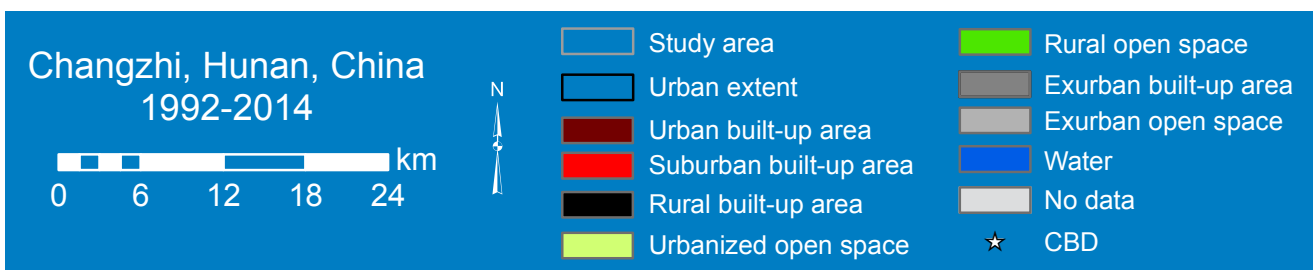 Changzhi, Hunan, China
1992-2014
km
0 6 12 18 24
N
Study area
Urban extent
Urban built-up area
Suburban built-up area
Rural built-up area
Urbanized open space
Rural open space
Exurban built-up area
Exurban open space
Water
No data
CBD